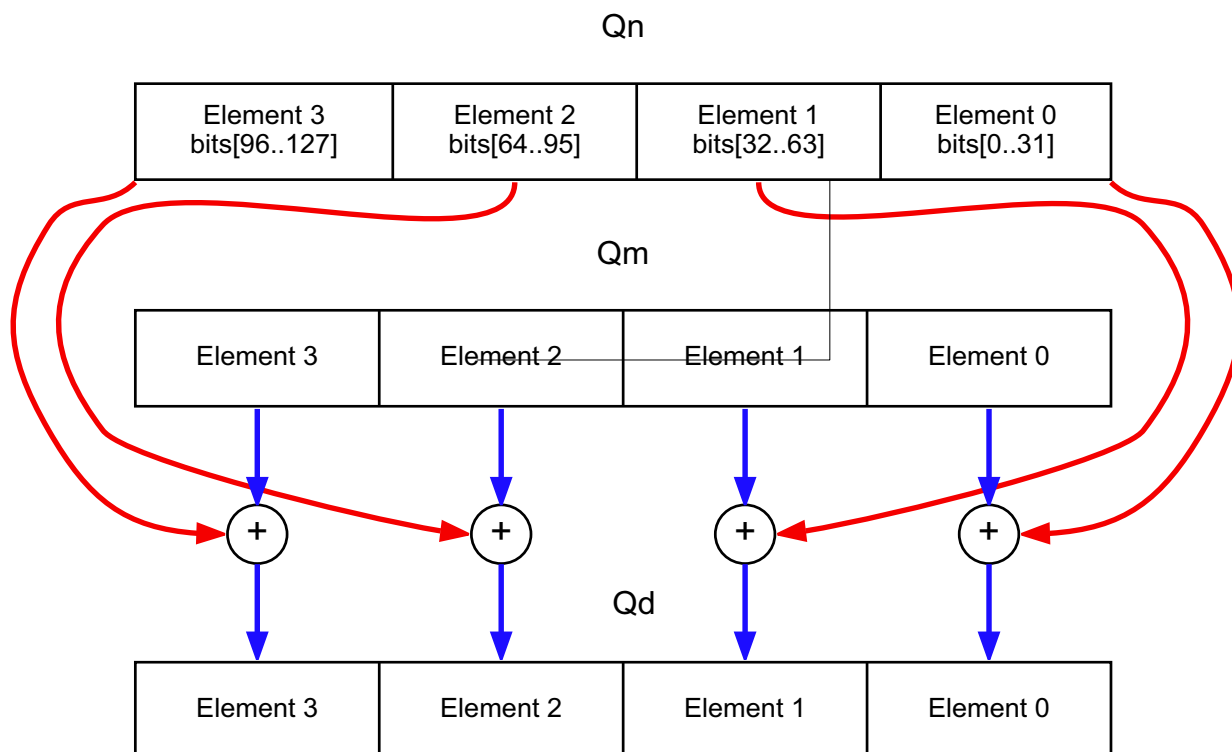 Qn
Element 3 Element 2 Element 1 Element 0
bits[96..127] bits[64..95] bits[32..63] bits[0..31]
Qm
Element 3 Element 2 Element 1 Element 0
+ + + +
Qd
Element 3 Element 2 Element 1 Element 0